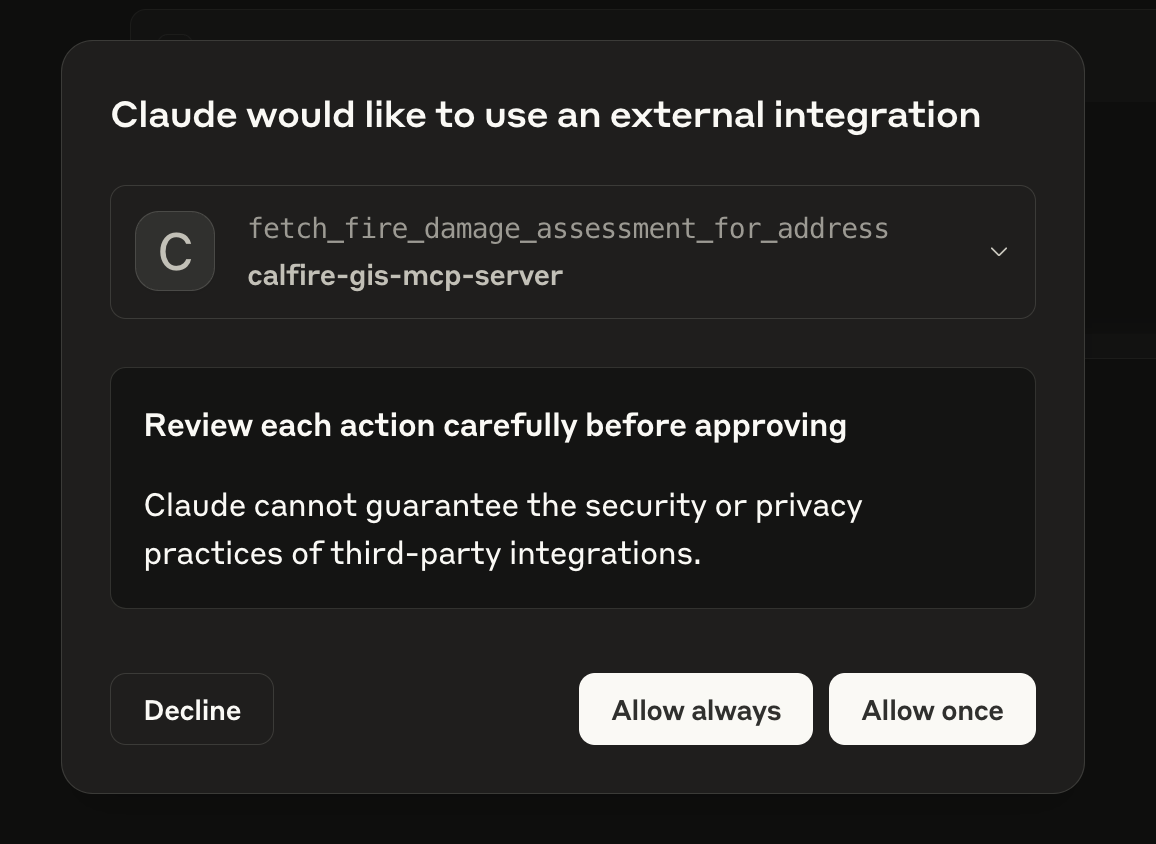 Claude would like to use an external integration
C
fetch_fire_damage_assessment_for_address
calfire-gis-mcp-server
Review each action carefully before approving
Claude cannot guarantee the security or privacy
practices of third-party integrations.
Decline
Allow always
Allow once